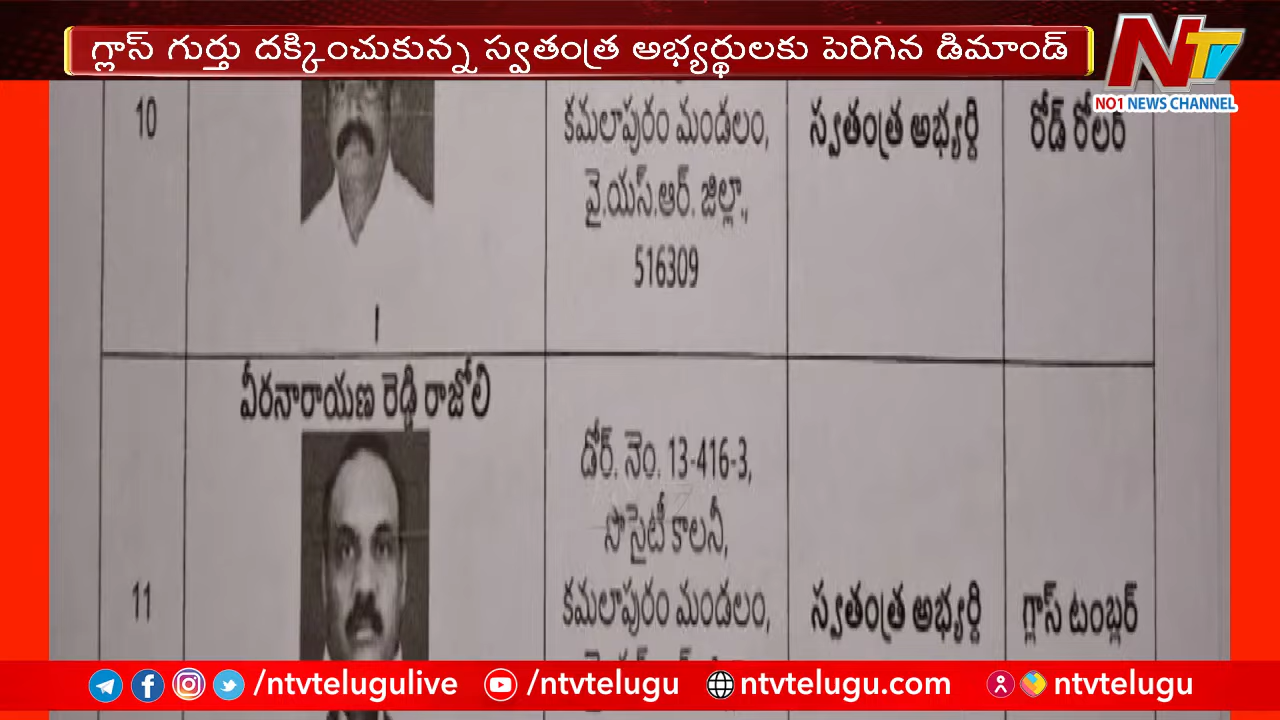 గ్లాస్ గుర్తు దక్కించుకున్న స్వతంత్ర అభ్యర్థులకు పెరిగిన డిమాండ్
NTV
NO1 NEWS CHANNEL
10
కమలాపురం మండలం,
వై.యస్.ఆర్. జిల్లా,
516309
స్వతంత్ర అభ్యర్ది
రోడ్ రోలర్
వీరనారాయణ రెడ్డి రాజోలి
11
డోర్. నెం. 13-416-3,
సొసైటీ కాలనీ,
కమలాపురం మండలం,
స్వతంత్ర అభ్యర్ది
గ్లాస్ టంబ్లర్
/ntvtelugulive
/ntvtelugu
ntvtelugu.com
ntvtelugu